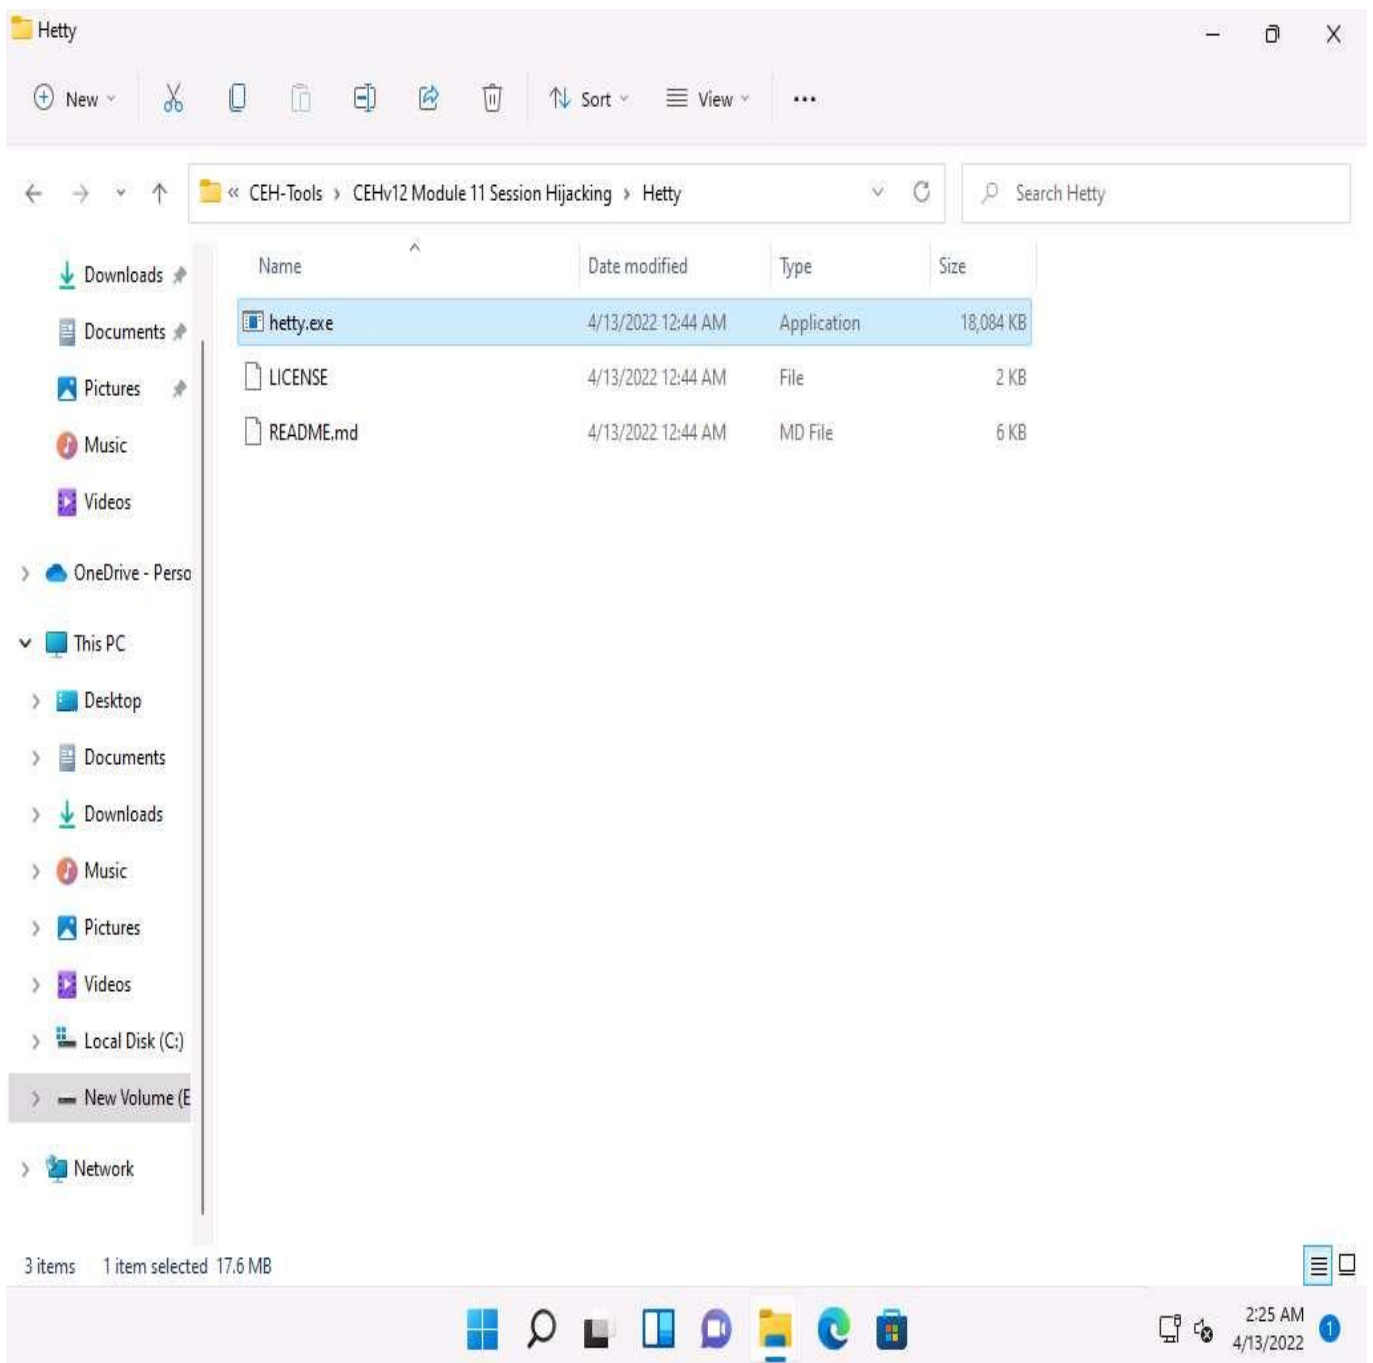 Hetty
New Sort View •••
« CEH-Tools > CEHv12 Module 11 Session Hijacking > Hetty Search Hetty
Name Date modified Type Size
hetty.exe 4/13/2022 12:44 AM Application 18,084 KB
LICENSE 4/13/2022 12:44 AM File 2 KB
README.md 4/13/2022 12:44 AM MD File 6 KB
Downloads
Documents
Pictures
Music
Videos
OneDrive - Perso
This PC
Desktop
Documents
Downloads
Music
Pictures
Videos
Local Disk (C:)
New Volume (E
Network
3 items 1 item selected 17.6 MB
2:25 AM
4/13/2022 1